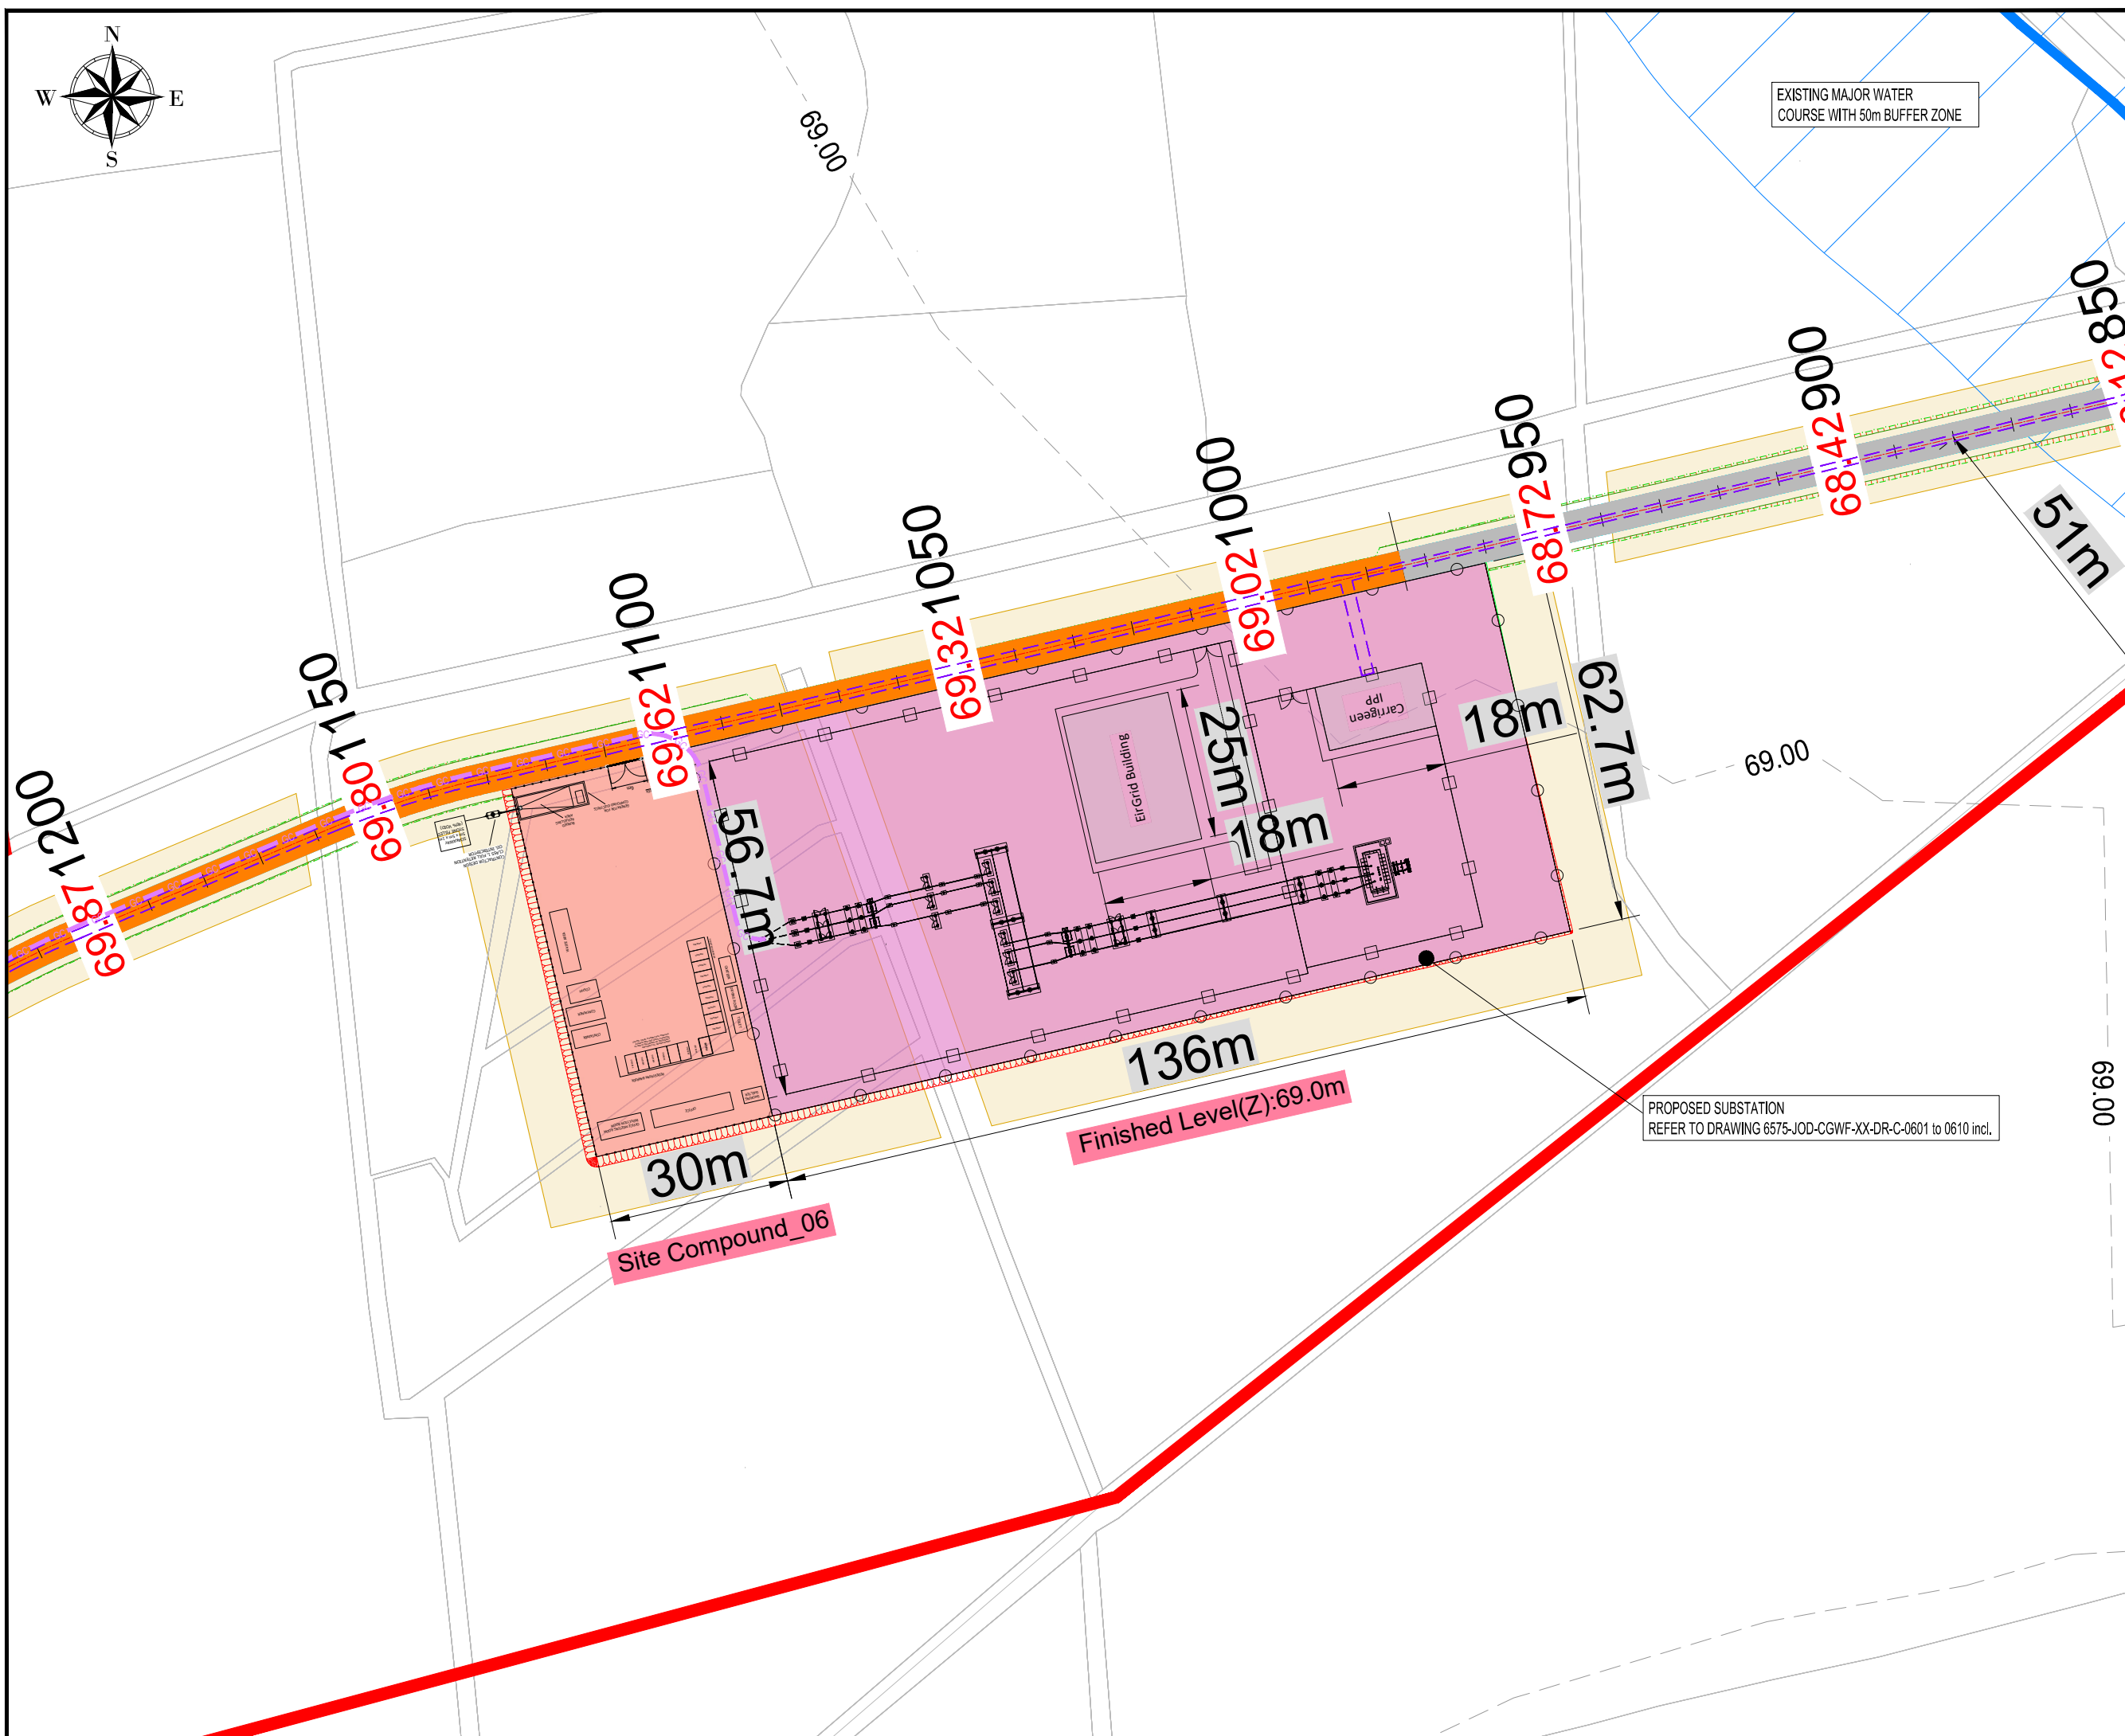 N
W
E
S
EXISTING MAJOR WATER
COURSE WITH 50m BUFFER ZONE
69.00
850
900
68.42
950
68.72
1000
69.02
1050
69.32
1100
69.62
1150
69.80
1200
69.87
51m
62.7m
18m
Carrigeen
IPP
25m
EirGrid Building
18m
56.7m
69.00
69.00
136m
Finished Level(Z):69.0m
30m
Site Compound_06
PROPOSED SUBSTATION
REFER TO DRAWING 6575-JOD-CGWF-XX-DR-C-0601 to 0610 incl.